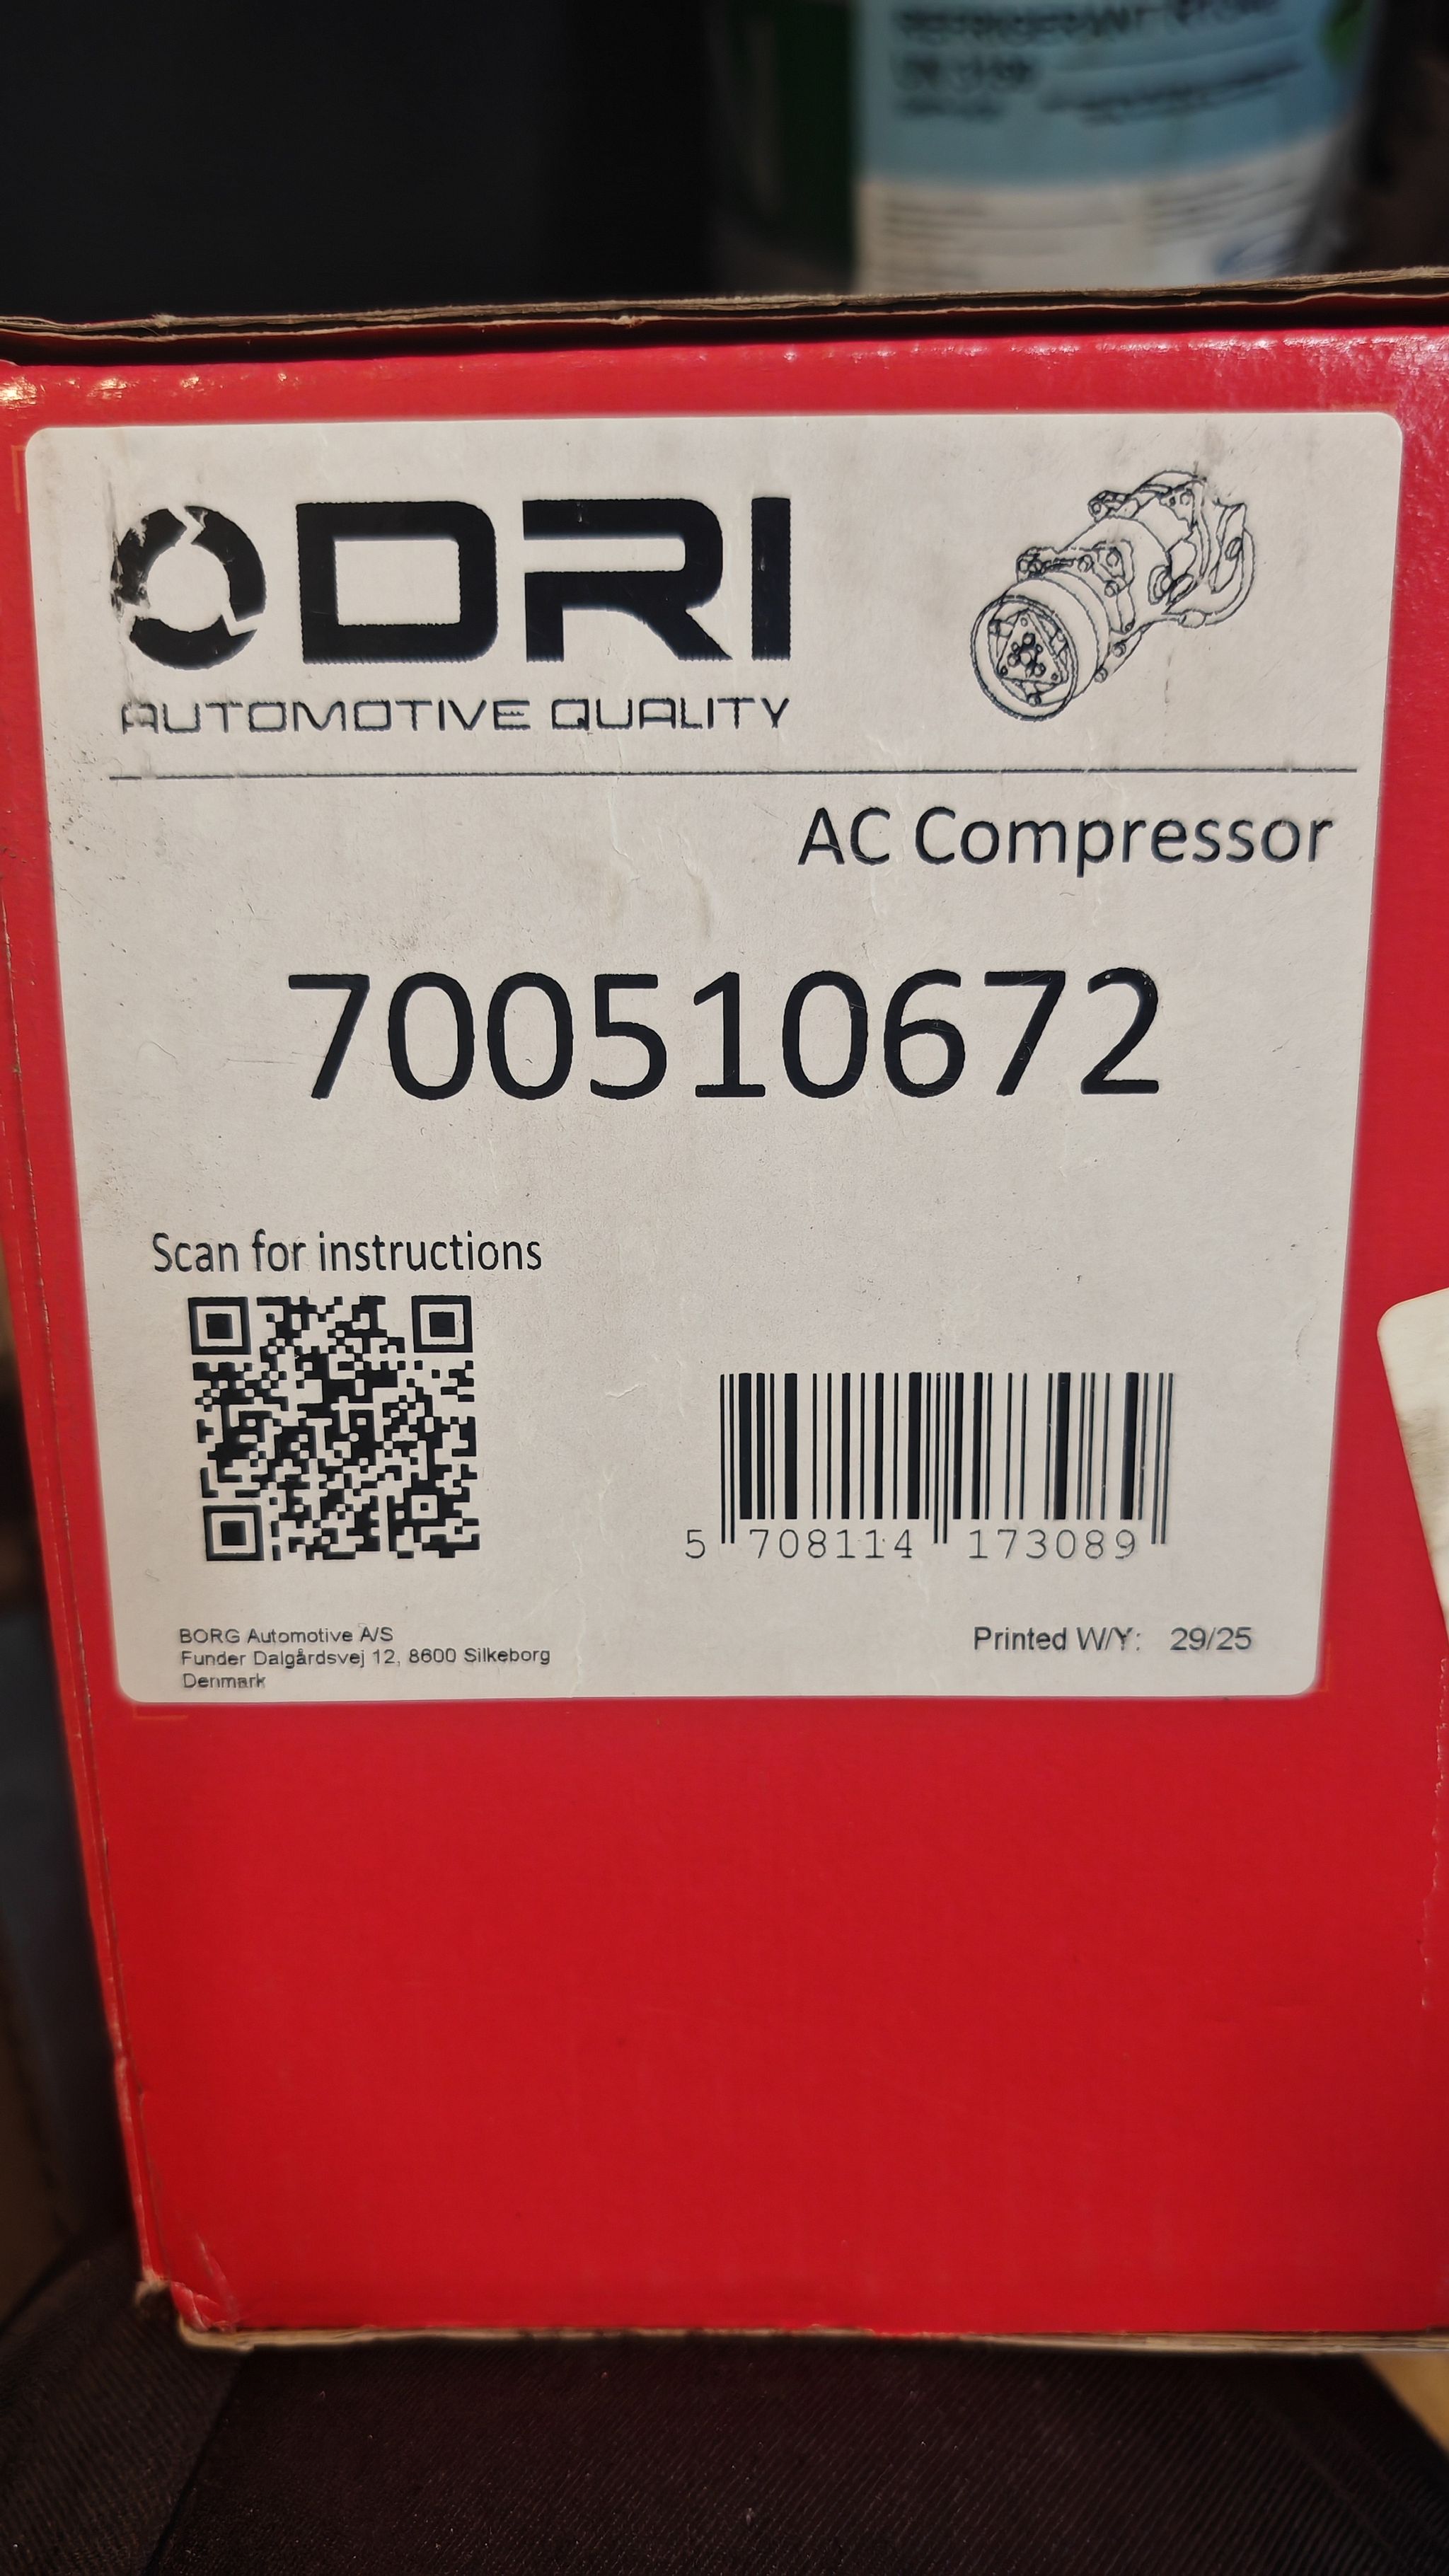 REFRIGERANT
DRI
AUTOMOTIVE QUALITY
AC Compressor
700510672
Scan for instructions
5 708114 173089
BORG Automotive A/S
Funder Dalgårdsvej 12, 8600 Silkeborg
Denmark
Printed W/Y: 29/25